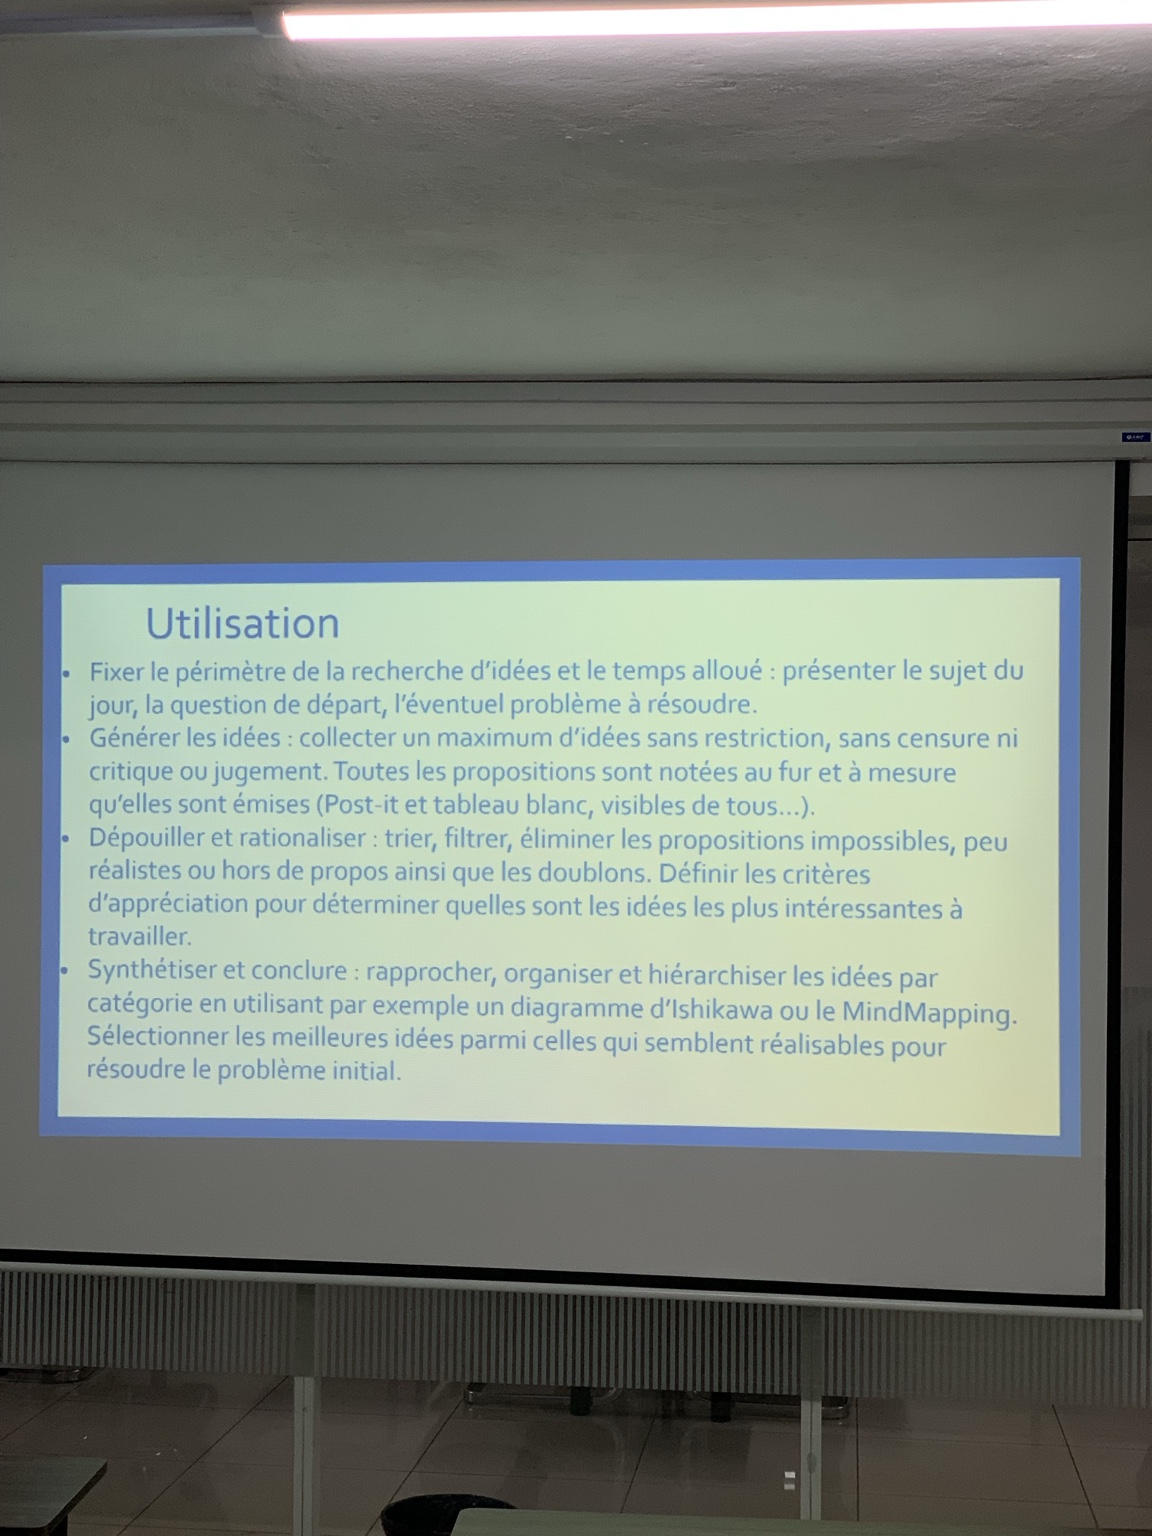 Utilisation
• Fixer le périmètre de la recherche d'idées et le temps alloué : présenter le sujet du
jour, la question de départ, l'éventuel problème à résoudre.
• Générer les idées : collecter un maximum d'idées sans restriction, sans censure ni
critique ou jugement. Toutes les propositions sont notées au fur et à mesure
qu'elles sont émises (Post-it et tableau blanc, visibles de tous...).
• Dépouiller et rationaliser : trier, filtrer, éliminer les propositions impossibles, peu
réalistes ou hors de propos ainsi que les doublons. Définir les critères
d'appréciation pour déterminer quelles sont les idées les plus intéressantes à
travailler.
• Synthétiser et conclure : rapprocher, organiser et hiérarchiser les idées par
catégorie en utilisant par exemple un diagramme d'Ishikawa ou le MindMapping.
Sélectionner les meilleures idées parmi celles qui semblent réalisables pour
résoudre le problème initial.